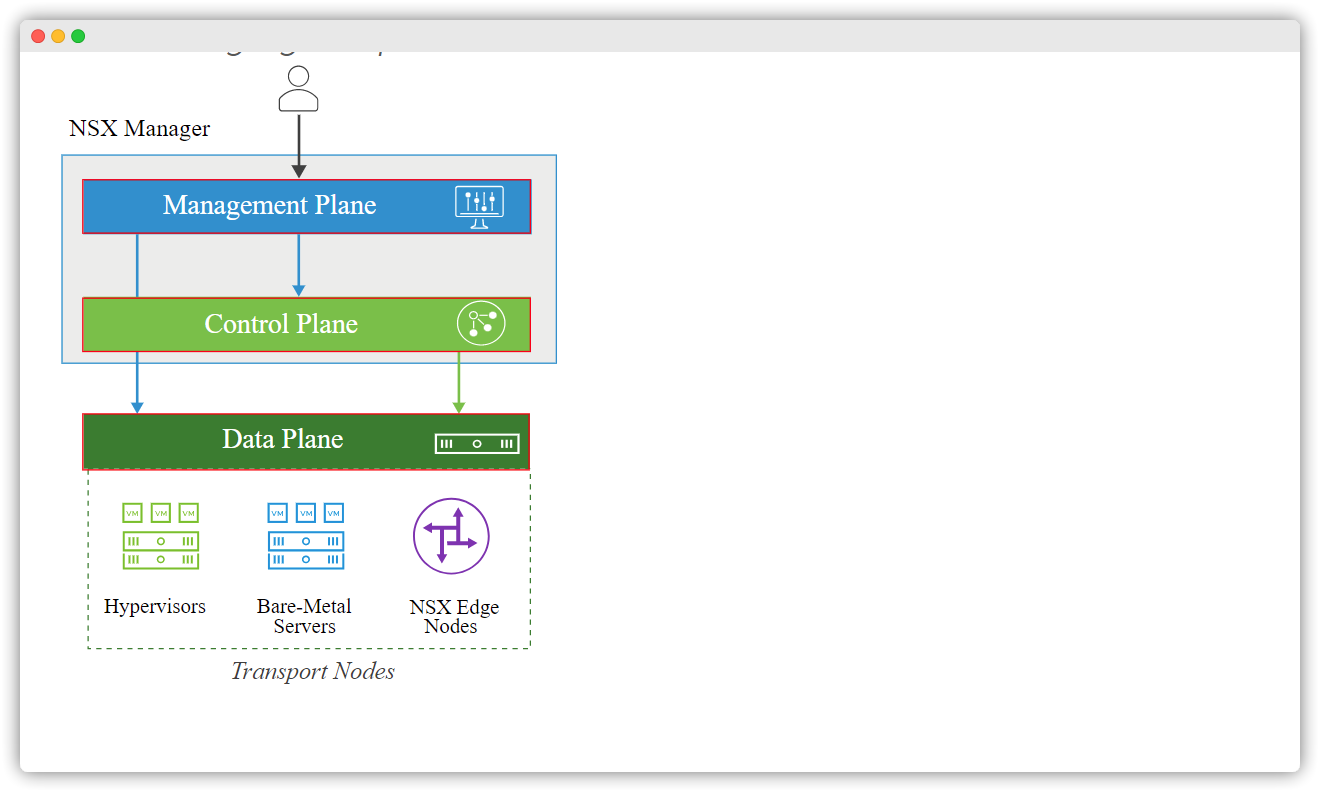 NSX Manager
Management Plane
Control Plane
Data Plane
VM VM VM
VM VM VM
Hypervisors
Bare-Metal
Servers
NSX Edge
Nodes
Transport Nodes